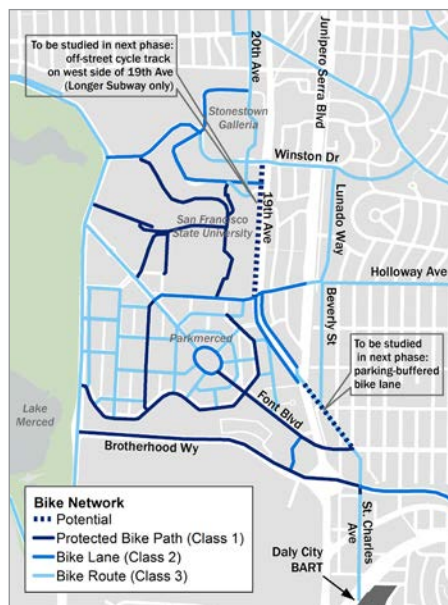 To be studied in next phase:
off-street cycle track
on west side of 19th Ave
(Longer Subway only)
20th Ave
Junipero Serra Blvd
Stonestown
Galleria
Winston Dr
19th Ave
Lunado Way
San Francisco
State University
Holloway Ave
Beverly St
Parkmerced
To be studied
in next phase:
parking-buffered
bike lane
Font Blvd
Lake
Merced
Brotherhood Wy
St. Charles
Ave
Daly City
BART
Bike Network
Potential
Protected Bike Path (Class 1)
Bike Lane (Class 2)
Bike Route (Class 3)